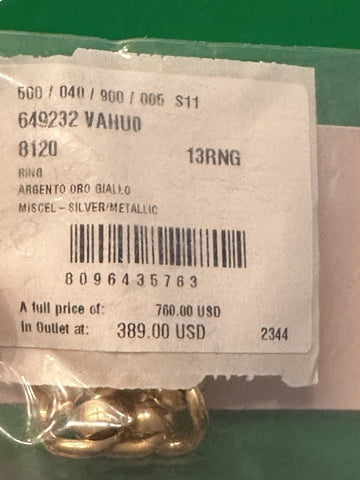 560 / 040 / 900 / 005 S11
649232 VAHU0
8120 13RNG
RING
ARGENTO ORO GIALLO
MISCEL - SILVER/METALLIC
8096435763
A full price of: 760.00 USD
In Outlet at: 389.00 USD 2344